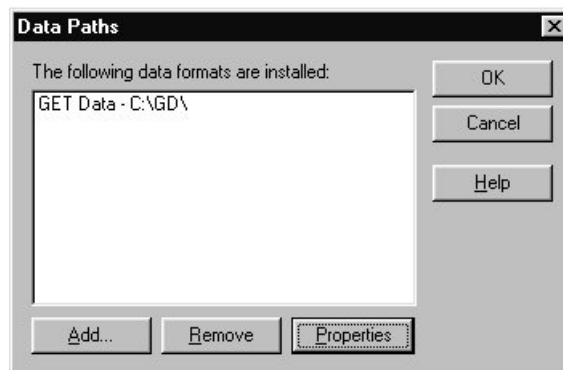 Data Paths
The following data formats are installed:
GET Data - C:\GD\
OK
Cancel
Help
Add...
Remove
Properties